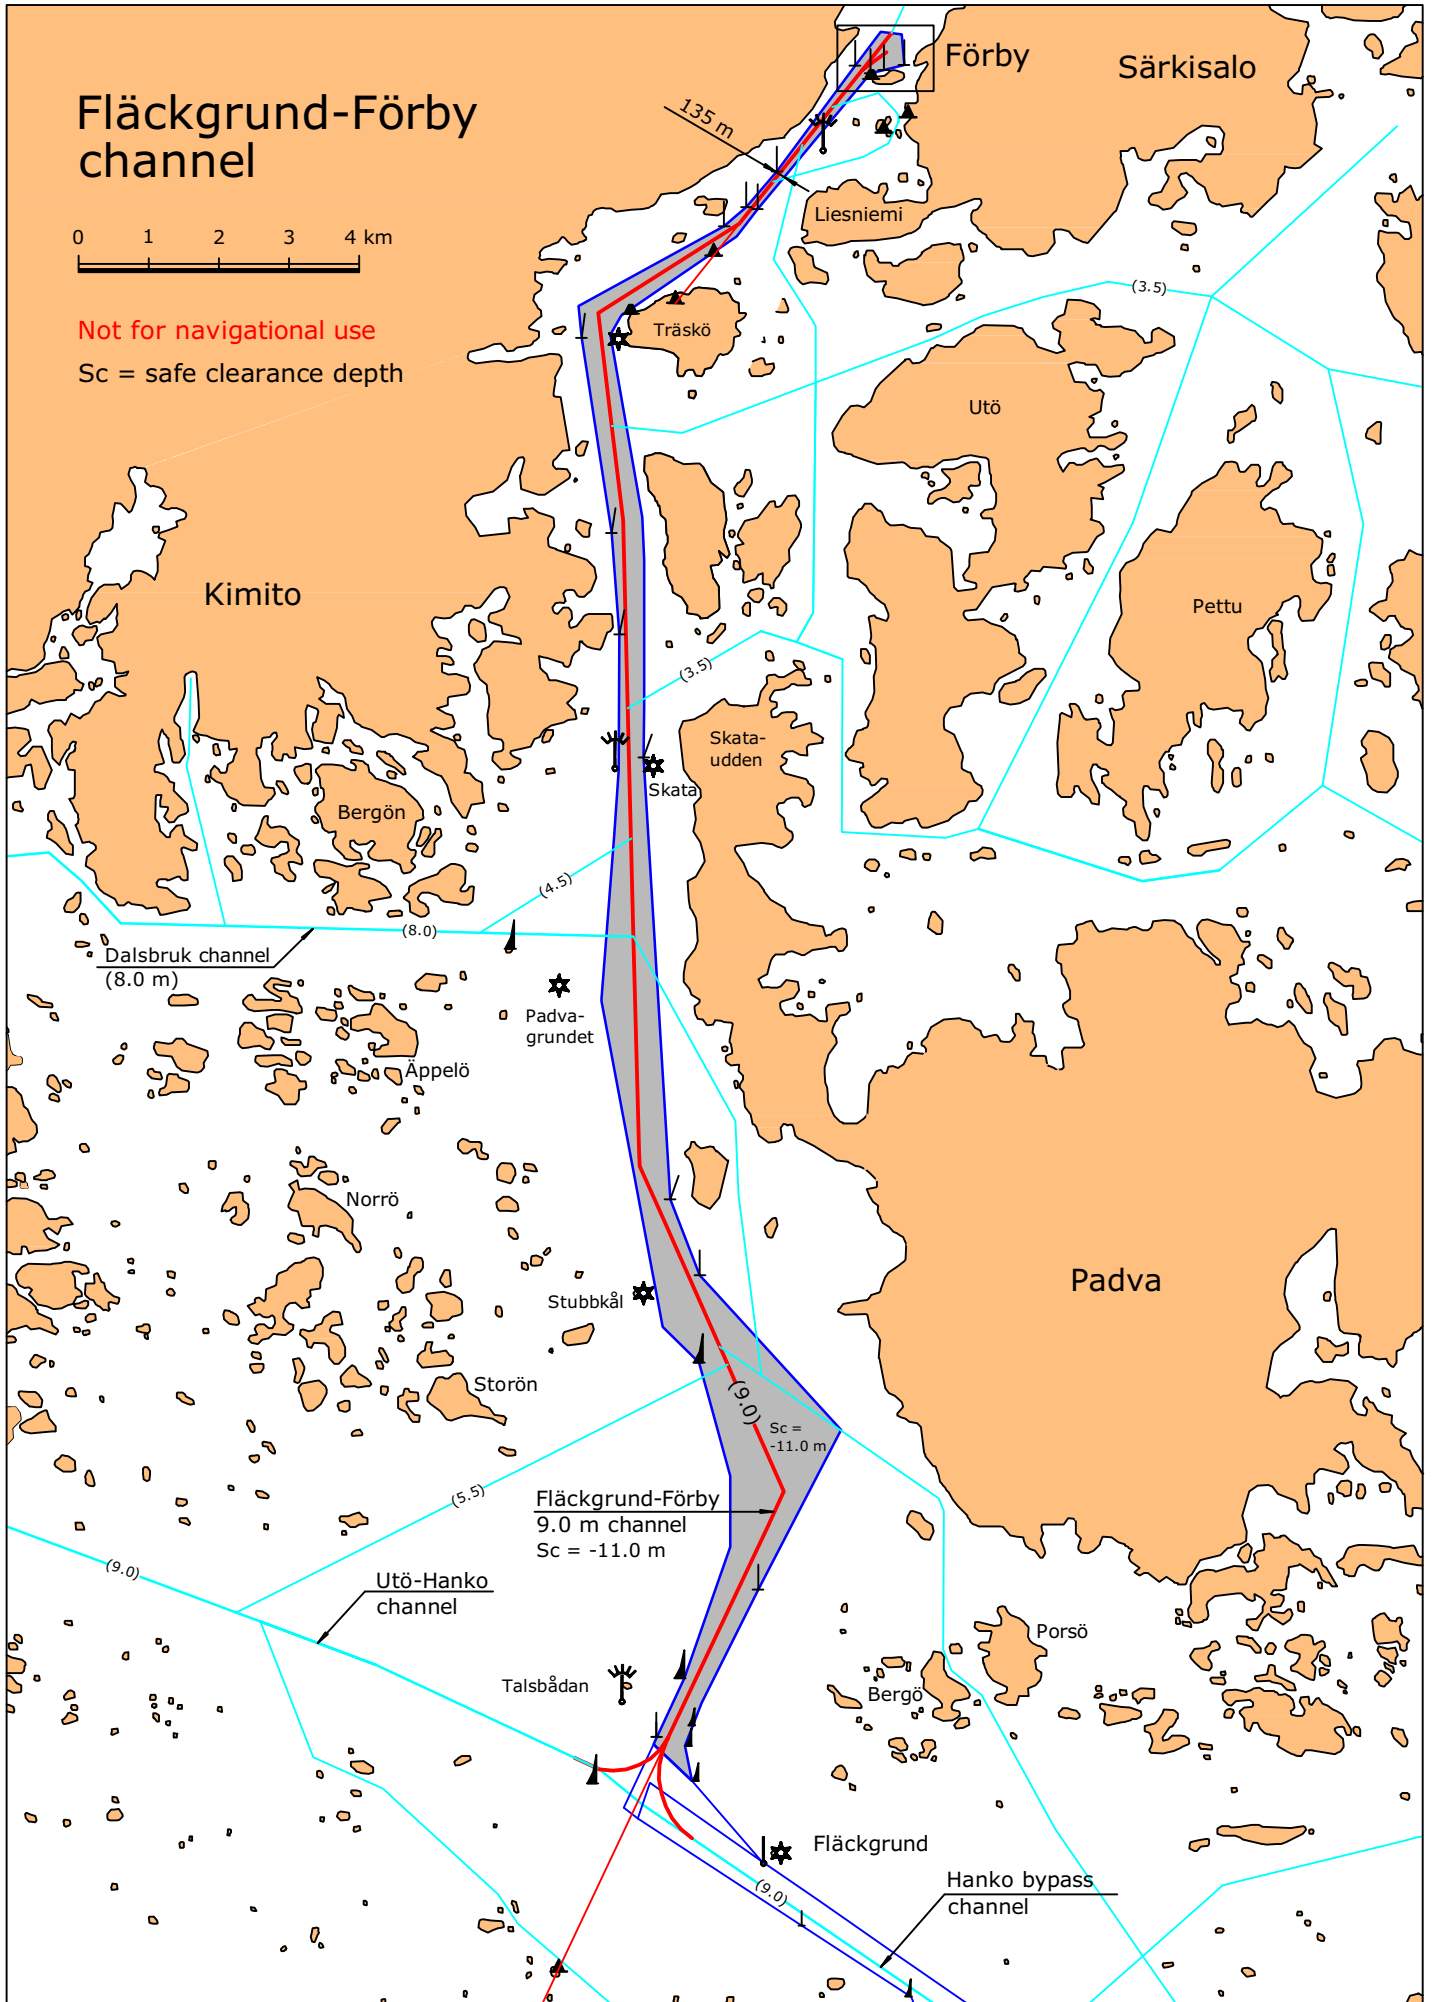 Förby
Särkisalo
Fläckgrund-Förby
channel
135 m
Liesniemi
0 1 2 3 4 km
(3.5)
Not for navigational use
Träskö
Sc = safe clearance depth
Utö
Kimito
Pettu
(3.5)
Skata-
udden
Skata
Bergön
(4.5)
(8.0)
Dalsbruk channel
(8.0 m)
Padva-
grundet
Äppelö
Norrö
Padva
Stubbkål
Storön
(9.0)
Sc =
-11.0 m
(5.5)
Fläckgrund-Förby
9.0 m channel
Sc = -11.0 m
(9.0)
Utö-Hanko
channel
Porsö
Talsbådan
Bergö
Fläckgrund
Hanko bypass
channel
(9.0)